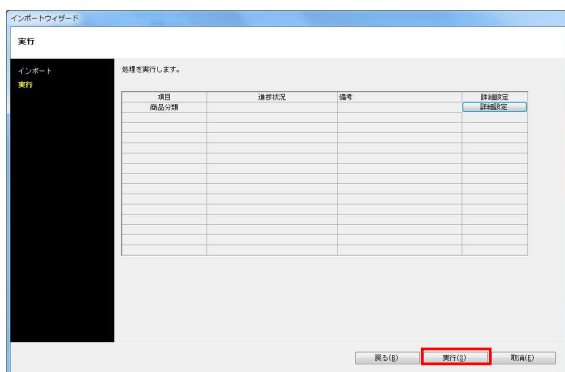 インポートウィザード
実行
インポート
実行
処理を実行します。
項目 進捗状況 備考 詳細設定
商品分類 詳細設定
戻る(B) 実行(S) 取消(E)